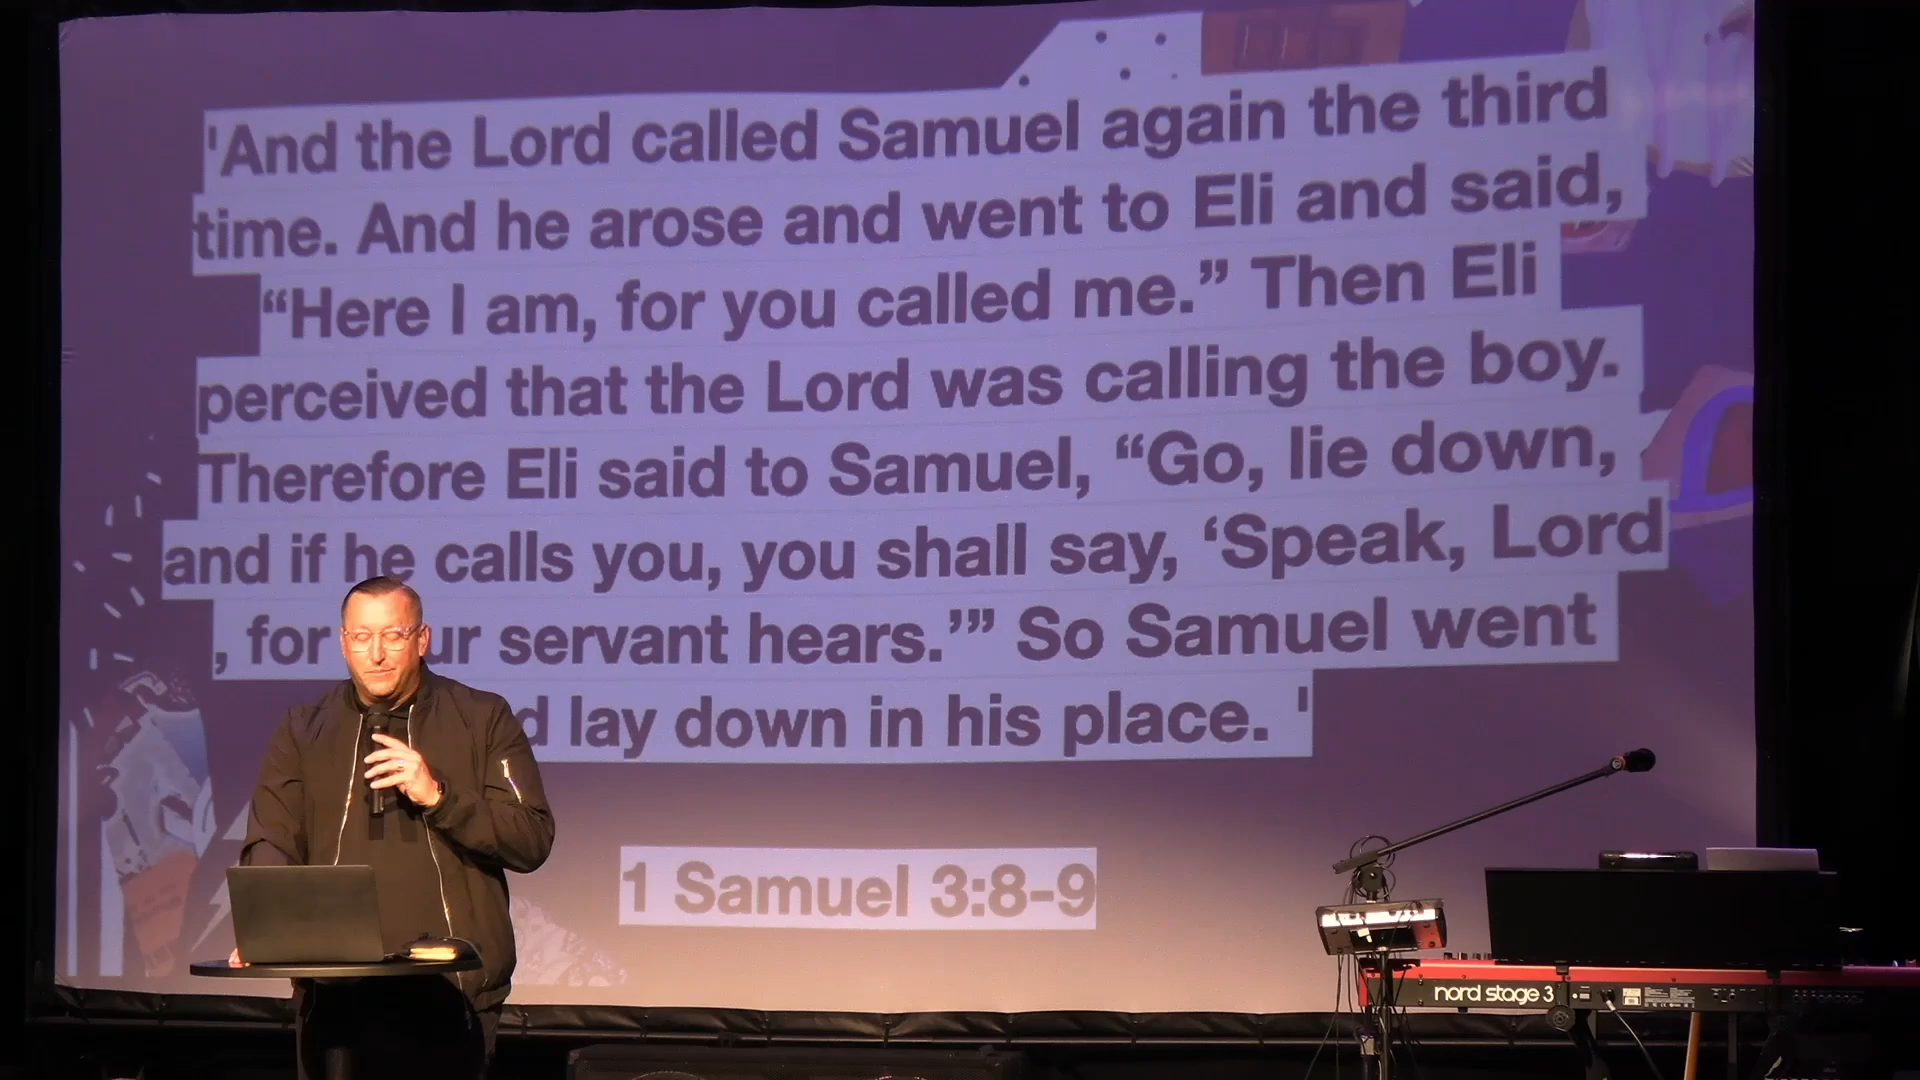 'And the Lord called Samuel again the third
time. And he arose and went to Eli and said,
“Here I am, for you called me.” Then Eli
perceived that the Lord was calling the boy.
Therefore Eli said to Samuel, “Go, lie down,
and if he calls you, you shall say, ‘Speak, Lord
, for servant hears.’” So Samuel went
lay down in his place. '
1 Samuel 3:8-9
nord stage 3